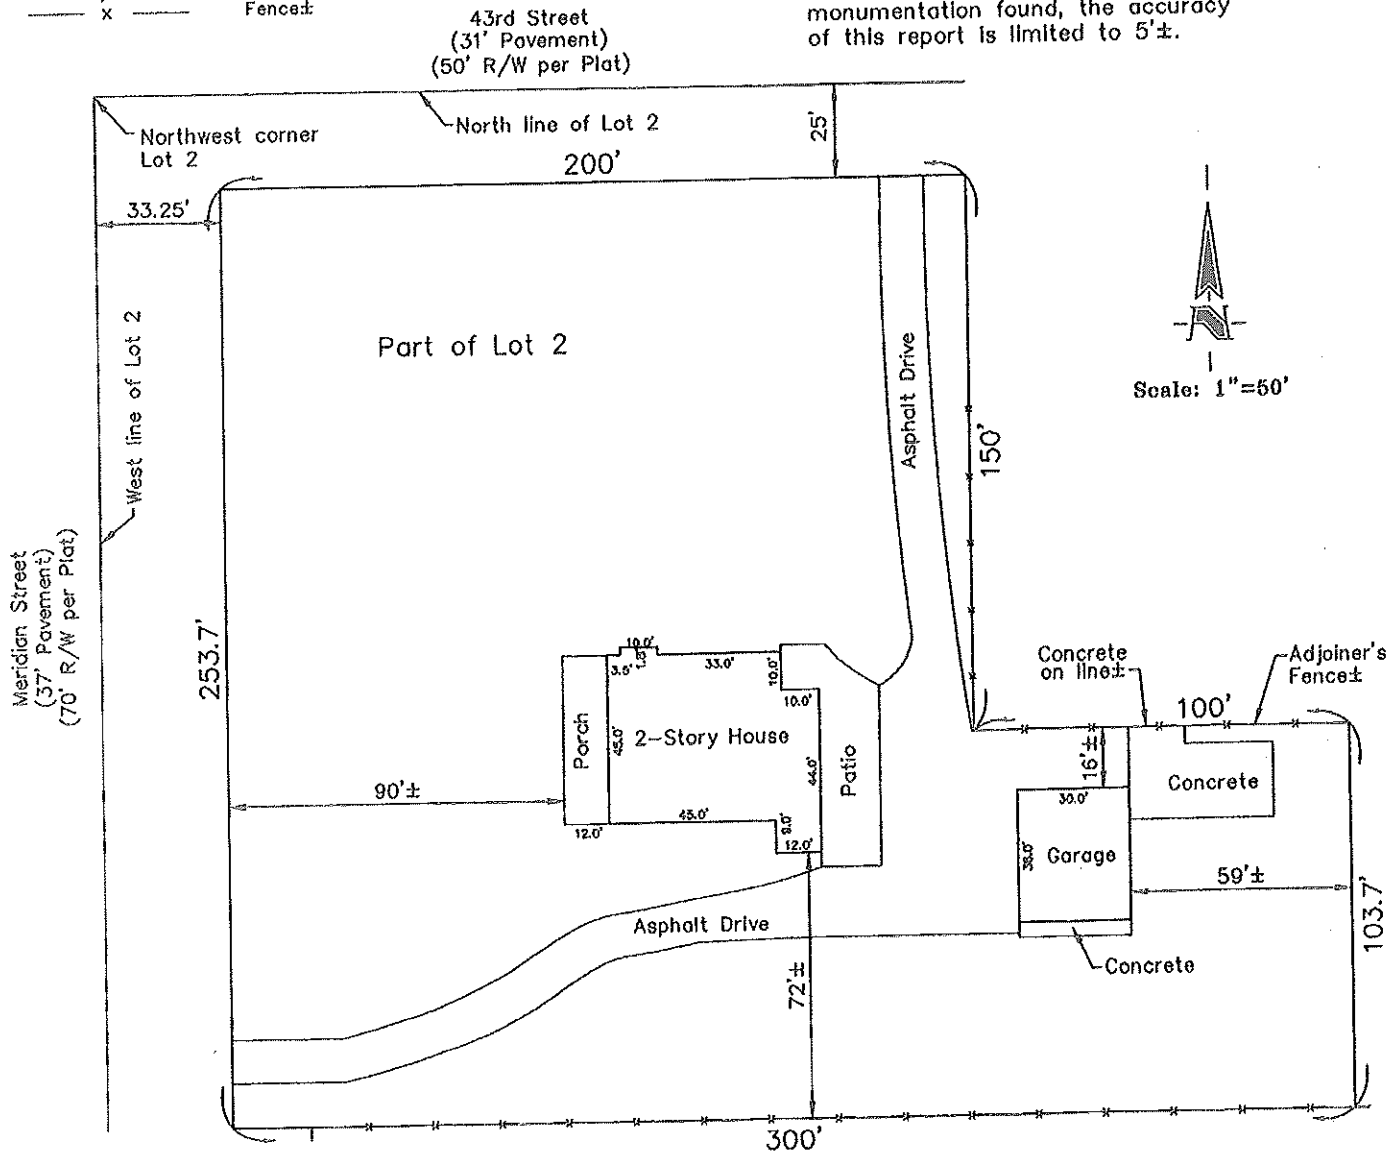 x
Fence±
43rd Street
(31' Pavement)
(50' R/W per Plat)
monumentation found, the accuracy
of this report is limited to 5'±.
Northwest corner
Lot 2
North line of Lot 2
25'
200'
33.25'
Part of Lot 2
West line of Lot 2
Asphalt Drive
Scale: 1"=50'
150'
Meridian Street
(37' Pavement)
(70' R/W per Plat)
253.7'
10.0'
3.5'
1.8'
33.0'
10.0'
10.0'
Concrete
on line±
Adjoiner's
Fence±
100'
Porch
45.0'
2-Story House
44.0'
Patio
16'±
Concrete
90'±
30.0'
12.0'
43.0'
9.0'
12.0'
38.0'
Garage
59'±
103.7'
Asphalt Drive
Concrete
72'±
300'